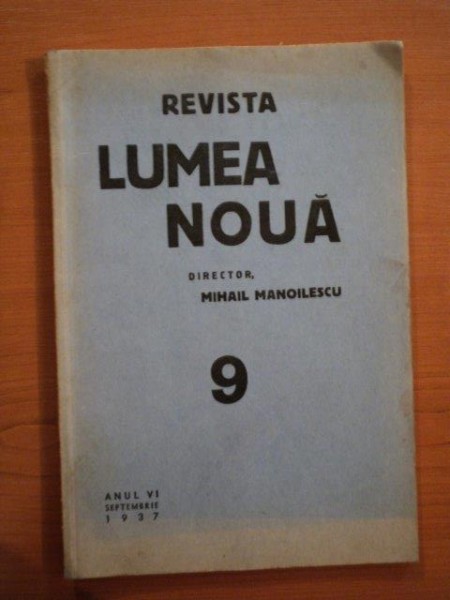 REVISTA
LUMEA
NOUĂ
DIRECTOR,
MIHAIL MANOILESCU
9
ANUL VI
SEPTEMBRIE
1937